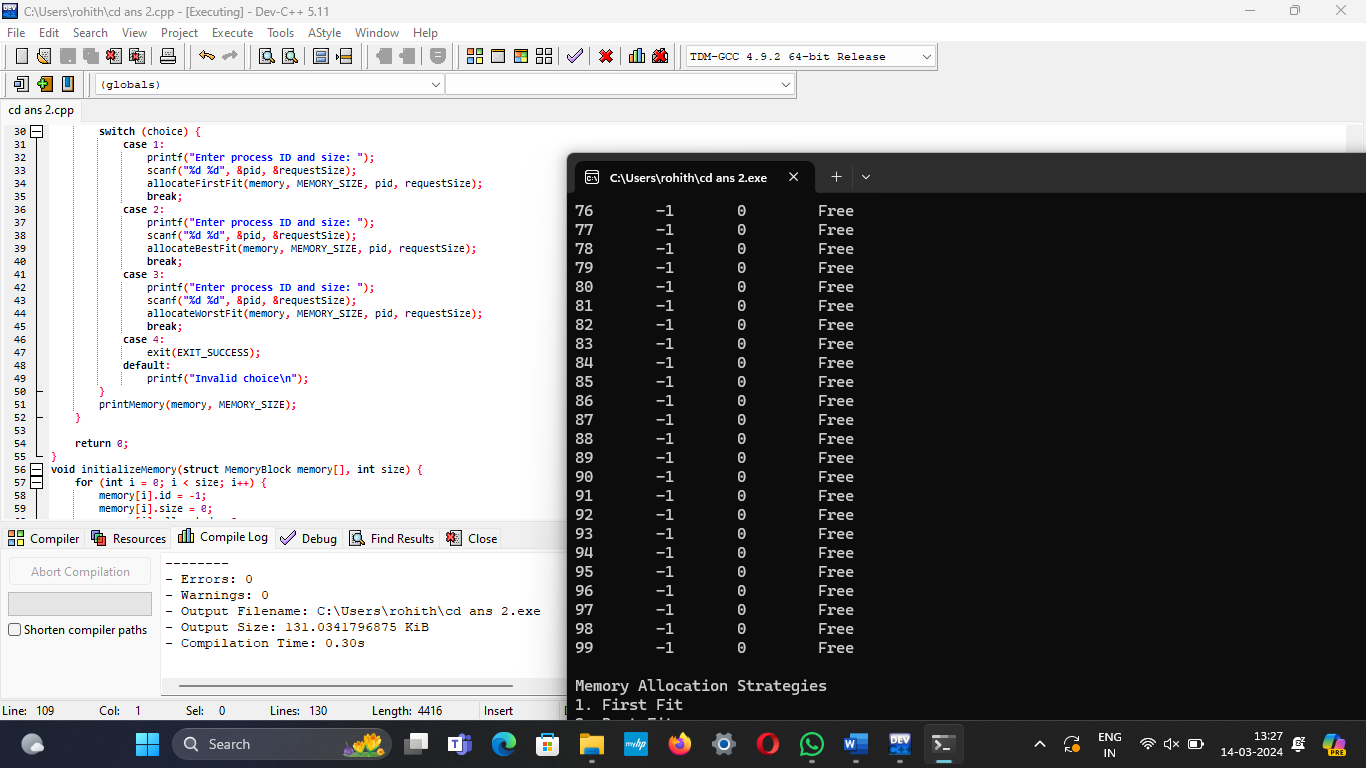 C:\Users\rohith\cd ans 2.cpp - [Executing] - Dev-C++ 5.11
File Edit Search View Project Execute Tools AStyle Window Help
TDM-GCC 4.9.2 64-bit Release
(globals)
cd ans 2.cpp
30 switch (choice) {
31 case 1:
32 printf("Enter process ID and size: ");
33 scanf("%d %d", &pid, &requestSize);
34 allocateFirstFit(memory, MEMORY_SIZE, pid, requestSize);
35 break;
36 case 2:
37 printf("Enter process ID and size: ");
38 scanf("%d %d", &pid, &requestSize);
39 allocateBestFit(memory, MEMORY_SIZE, pid, requestSize);
40 break;
41 case 3:
42 printf("Enter process ID and size: ");
43 scanf("%d %d", &pid, &requestSize);
44 allocateWorstFit(memory, MEMORY_SIZE, pid, requestSize);
45 break;
46 case 4:
47 exit(EXIT_SUCCESS);
48 default:
49 printf("Invalid choice\n");
50 }
51 printMemory(memory, MEMORY_SIZE);
52 }
53
54 return 0;
55 }
56 void initializeMemory(struct MemoryBlock memory[], int size) {
57 for (int i = 0; i < size; i++) {
58 memory[i].id = -1;
59 memory[i].size = 0;
C:\Users\rohith\cd ans 2.exe
76 -1 0 Free
77 -1 0 Free
78 -1 0 Free
79 -1 0 Free
80 -1 0 Free
81 -1 0 Free
82 -1 0 Free
83 -1 0 Free
84 -1 0 Free
85 -1 0 Free
86 -1 0 Free
87 -1 0 Free
88 -1 0 Free
89 -1 0 Free
90 -1 0 Free
91 -1 0 Free
92 -1 0 Free
93 -1 0 Free
94 -1 0 Free
95 -1 0 Free
96 -1 0 Free
97 -1 0 Free
98 -1 0 Free
99 -1 0 Free
Memory Allocation Strategies
1. First Fit
Compiler Resources Compile Log Debug Find Results Close
Abort Compilation
Shorten compiler paths
--------
- Errors: 0
- Warnings: 0
- Output Filename: C:\Users\rohith\cd ans 2.exe
- Output Size: 131.0341796875 KiB
- Compilation Time: 0.30s
Line: 109 Col: 1 Sel: 0 Lines: 130 Length: 4416 Insert
Search
myhp
DEV
ENG
IN
13:27
14-03-2024
PRE